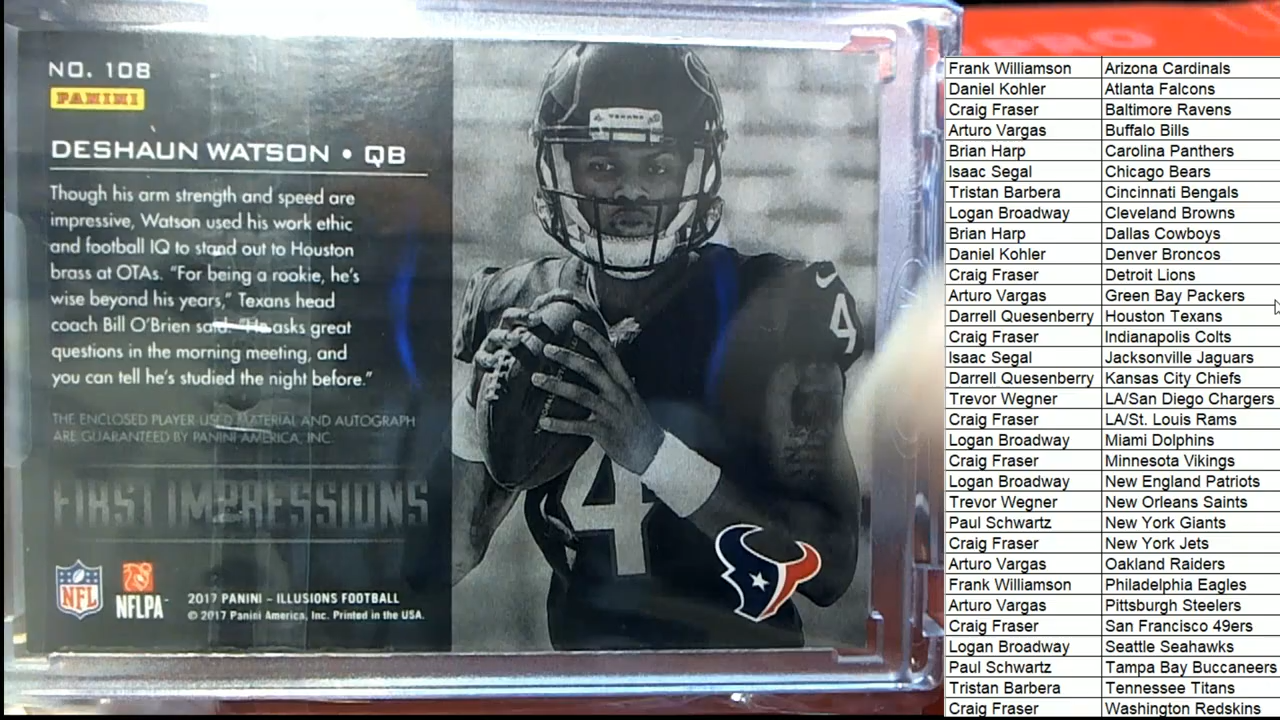 NO. 108
PANINI
DESHAUN WATSON • QB
Though his arm strength and speed are
impressive, Watson used his work ethic
and football IQ to stand out to Houston
brass at OTAs. “For being a rookie, he’s
wise beyond his years,” Texans head
coach Bill O’Brien said. “He asks great
questions in the morning meeting, and
you can tell he’s studied the night before.”
THE ENCLOSED PLAYER USED MATERIAL AND AUTOGRAPH
ARE GUARANTEED BY PANINI AMERICA, INC.
FIRST IMPRESSIONS
NFL
NFLPA
2017 PANINI - ILLUSIONS FOOTBALL
© 2017 Panini America, Inc. Printed in the USA.
TEXANS
4
4
PRO
Frank Williamson Arizona Cardinals
Daniel Kohler Atlanta Falcons
Craig Fraser Baltimore Ravens
Arturo Vargas Buffalo Bills
Brian Harp Carolina Panthers
Isaac Segal Chicago Bears
Tristan Barbera Cincinnati Bengals
Logan Broadway Cleveland Browns
Brian Harp Dallas Cowboys
Daniel Kohler Denver Broncos
Craig Fraser Detroit Lions
Arturo Vargas Green Bay Packers
Darrell Quesenberry Houston Texans
Craig Fraser Indianapolis Colts
Isaac Segal Jacksonville Jaguars
Darrell Quesenberry Kansas City Chiefs
Trevor Wegner LA/San Diego Chargers
Craig Fraser LA/St. Louis Rams
Logan Broadway Miami Dolphins
Craig Fraser Minnesota Vikings
Logan Broadway New England Patriots
Trevor Wegner New Orleans Saints
Paul Schwartz New York Giants
Craig Fraser New York Jets
Arturo Vargas Oakland Raiders
Frank Williamson Philadelphia Eagles
Arturo Vargas Pittsburgh Steelers
Craig Fraser San Francisco 49ers
Logan Broadway Seattle Seahawks
Paul Schwartz Tampa Bay Buccaneers
Tristan Barbera Tennessee Titans
Craig Fraser Washington Redskins